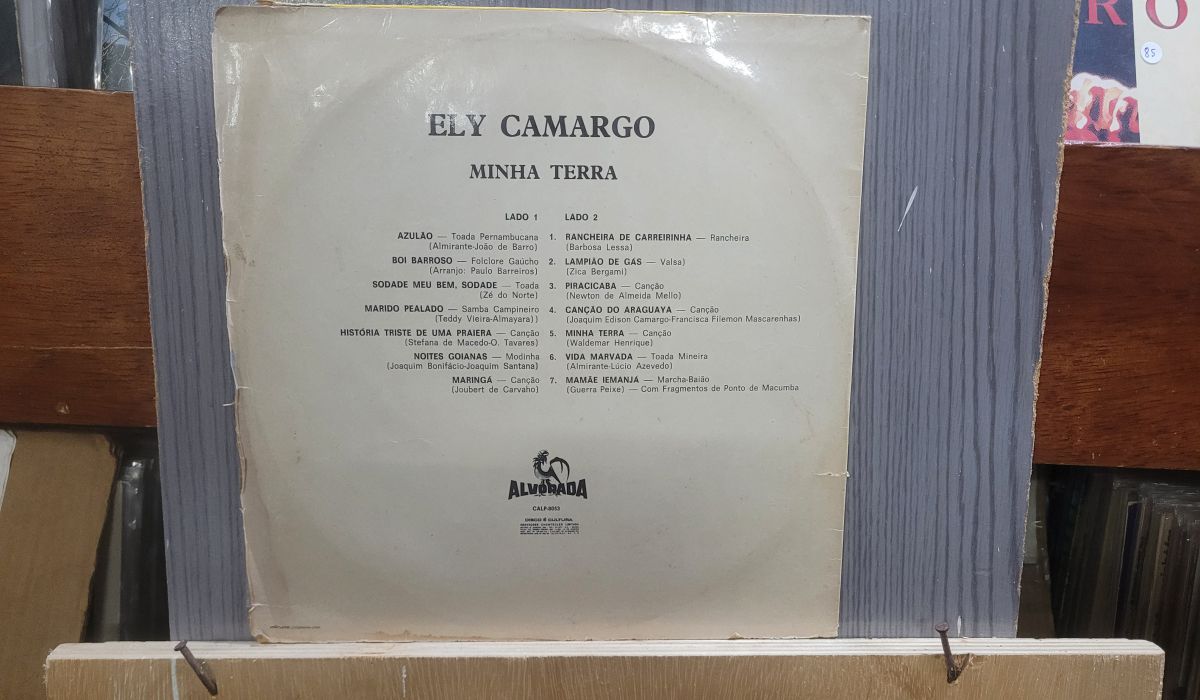 R O
85
ELY CAMARGO
MINHA TERRA
LADO 1
AZULÃO — Toada Pernambucana
(Almirante-João de Barro)
BOI BARROSO — Folclore Gaúcho
(Arranjo: Paulo Barreiros)
SODADE MEU BEM, SODADE — Toada
(Zé do Norte)
MARIDO PEALADO — Samba Campineiro
(Teddy Vieira-Almayara))
HISTÓRIA TRISTE DE UMA PRAIERA — Canção
(Stefana de Macedo-O. Tavares)
NOITES GOIANAS — Modinha
(Joaquim Bonifácio-Joaquim Santana)
MARINGÁ — Canção
(Joubert de Carvaho)
LADO 2
1. RANCHEIRA DE CARREIRINHA — Rancheira
(Barbosa Lessa)
2. LAMPIÃO DE GÁS — Valsa)
(Zica Bergami)
3. PIRACICABA — Canção
(Newton de Almeida Mello)
4. CANÇÃO DO ARAGUAYA — Canção
(Joaquim Edison Camargo-Francisca Filemon Mascarenhas)
5. MINHA TERRA — Canção
(Waldemar Henrique)
6. VIDA MARVADA — Toada Mineira
(Almirante-Lúcio Azevedo)
7. MAMÃE IEMANJÁ — Marcha-Baião
(Guerra Peixe) — Com Fragmentos de Ponto de Macumba
ALVORADA
CALP-8053
DISCO É CULTURA